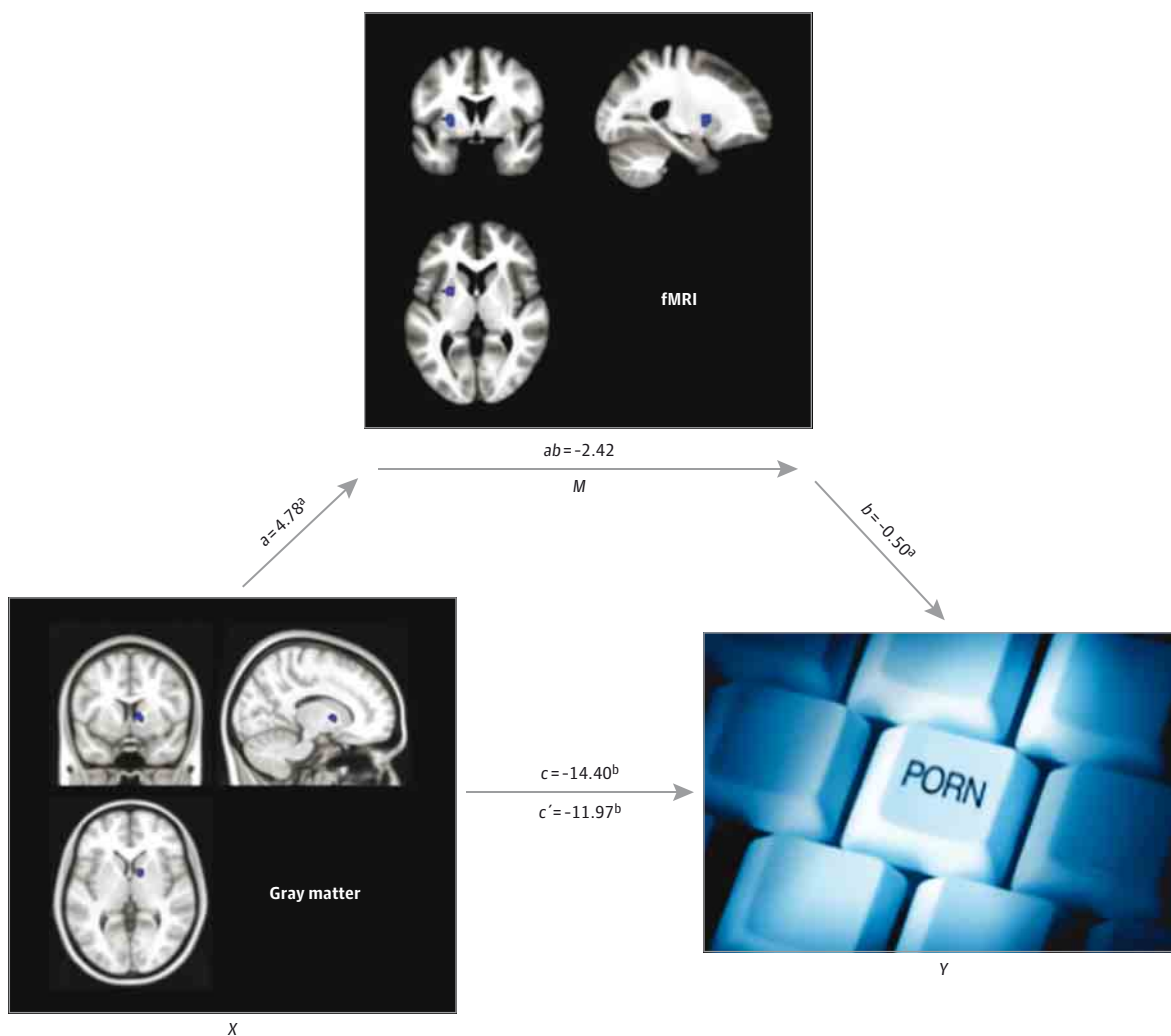 fMRI
ab = -2.42
M
a = 4.78ᵃ
b = -0.50ᵃ
c = -14.40ᵇ
c´ = -11.97ᵇ
PORN
Gray matter
Y
X